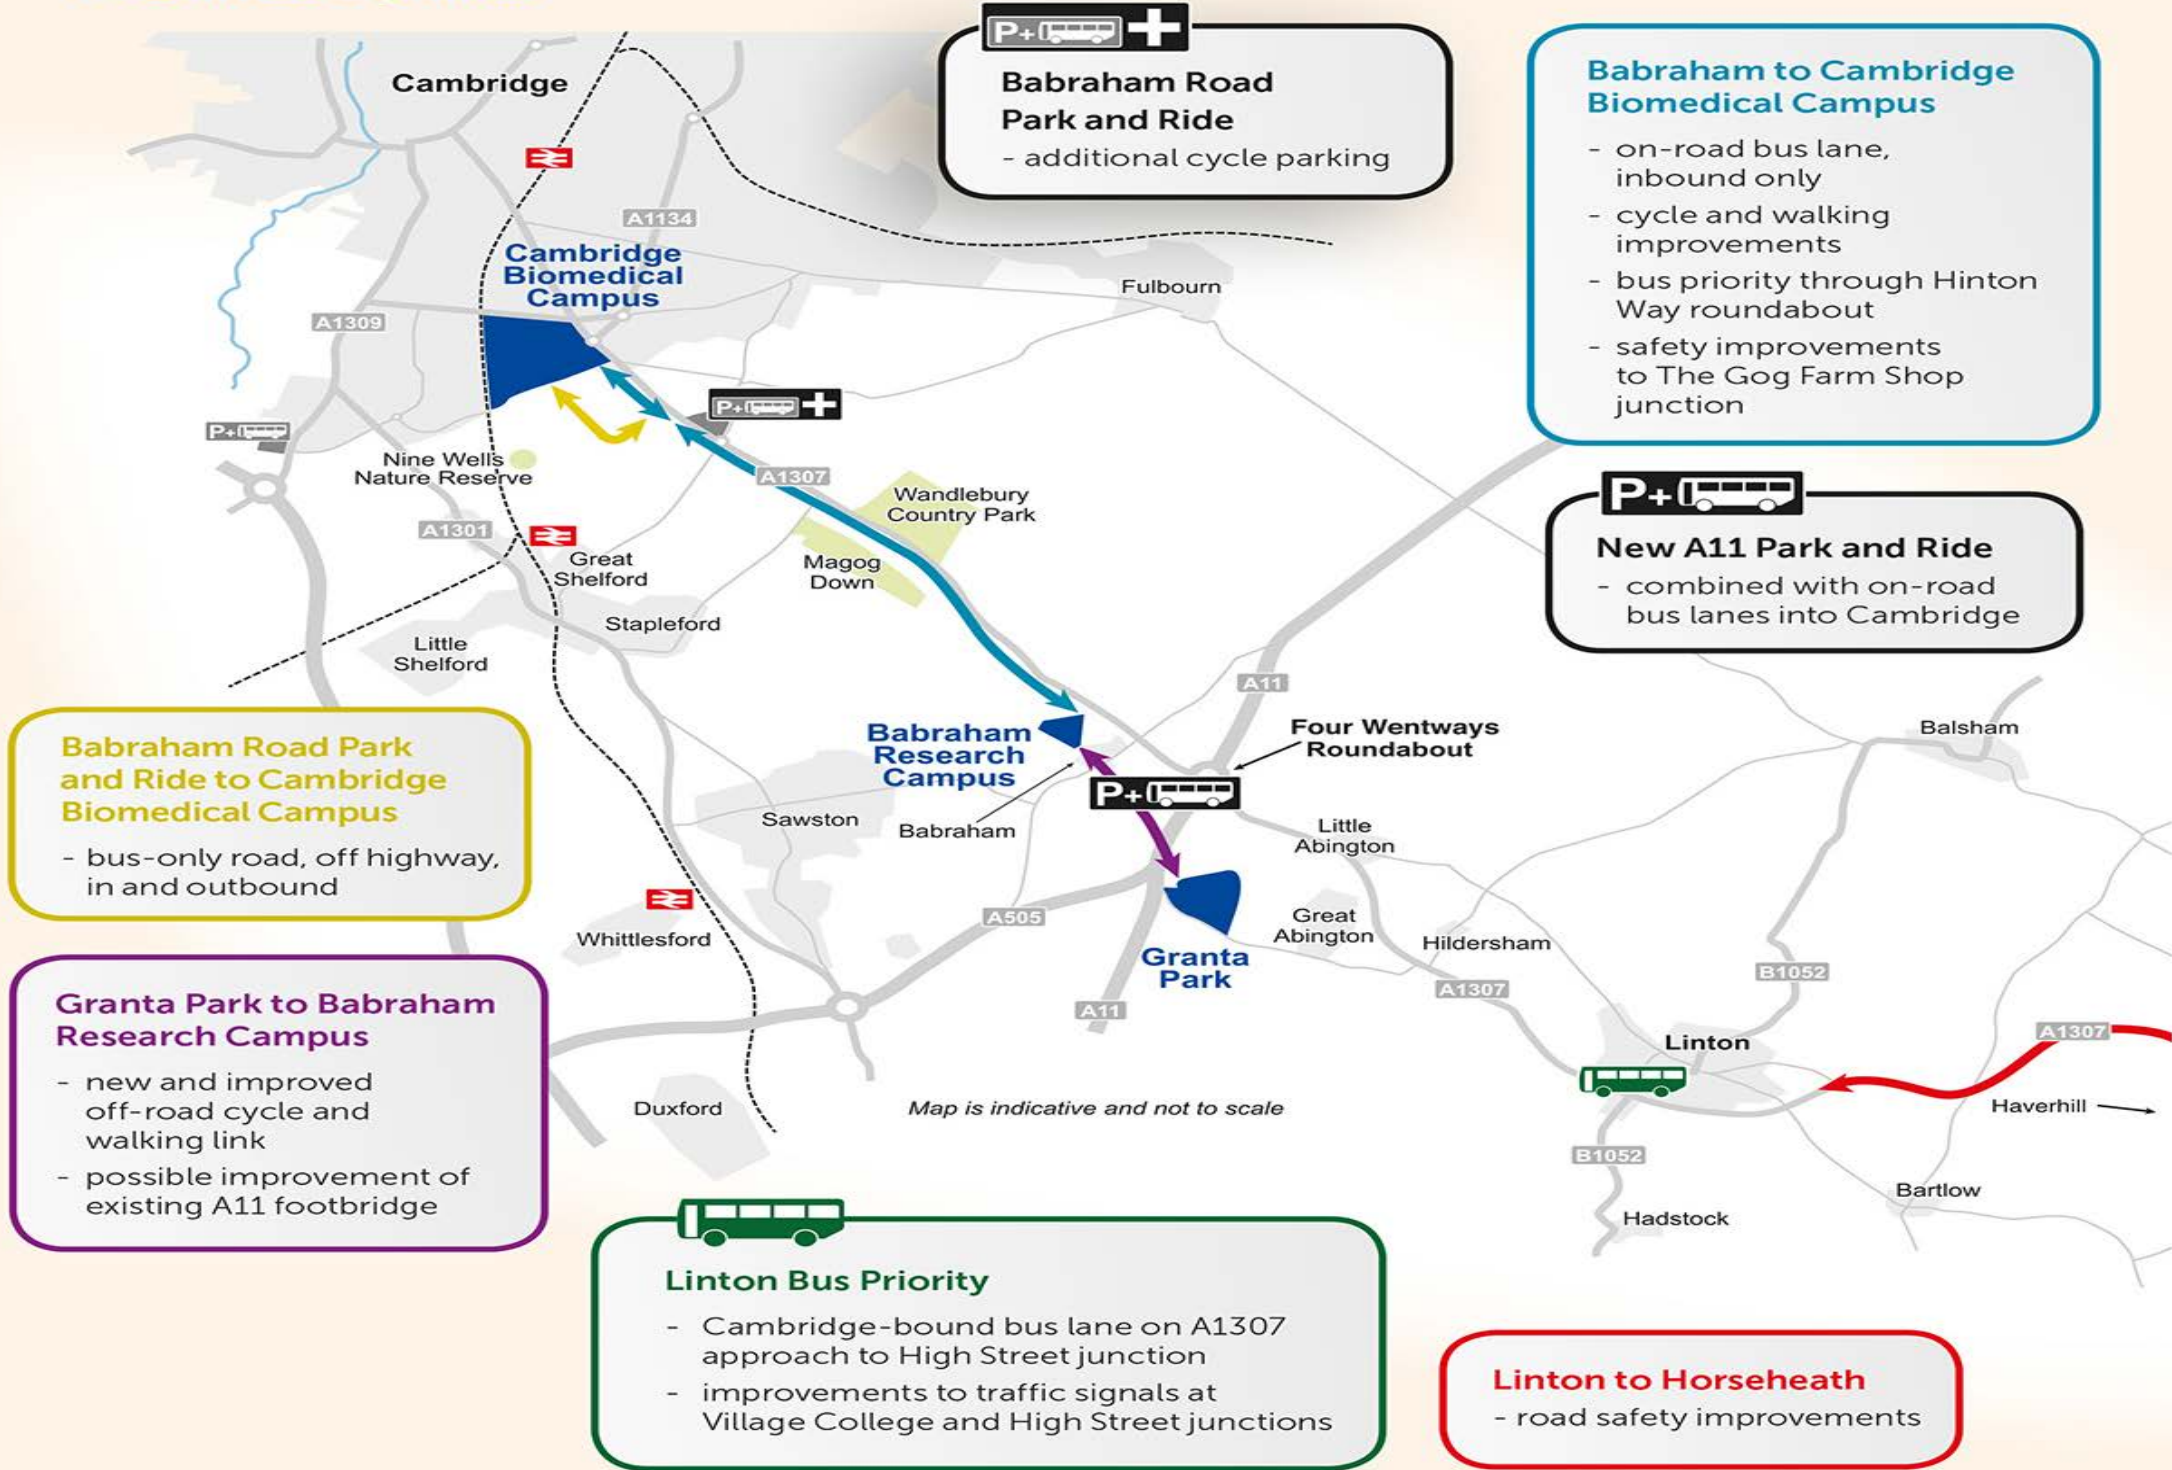 P+
Babraham Road
Park and Ride
- additional cycle parking
Babraham to Cambridge
Biomedical Campus
- on-road bus lane,
inbound only
- cycle and walking
improvements
- bus priority through Hinton
Way roundabout
- safety improvements
to The Gog Farm Shop
junction
P+
New A11 Park and Ride
- combined with on-road
bus lanes into Cambridge
Cambridge
A1134
Cambridge
Biomedical
Campus
Fulbourn
A1309
P+
P+
Nine Wells
Nature Reserve
A1307
Wandlebury
Country Park
A1301
Great
Shelford
Magog
Down
Stapleford
Little
Shelford
A11
Babraham
Research
Campus
Four Wentways
Roundabout
Balsham
P+
Sawston
Babraham
Little
Abington
A505
Great
Abington
Whittlesford
Hildersham
Granta
Park
B1052
A1307
A11
Linton
A1307
Duxford
Map is indicative and not to scale
Haverhill
B1052
Bartlow
Hadstock
Babraham Road Park
and Ride to Cambridge
Biomedical Campus
- bus-only road, off highway,
in and outbound
Granta Park to Babraham
Research Campus
- new and improved
off-road cycle and
walking link
- possible improvement of
existing A11 footbridge
Linton Bus Priority
- Cambridge-bound bus lane on A1307
approach to High Street junction
- improvements to traffic signals at
Village College and High Street junctions
Linton to Horseheath
- road safety improvements